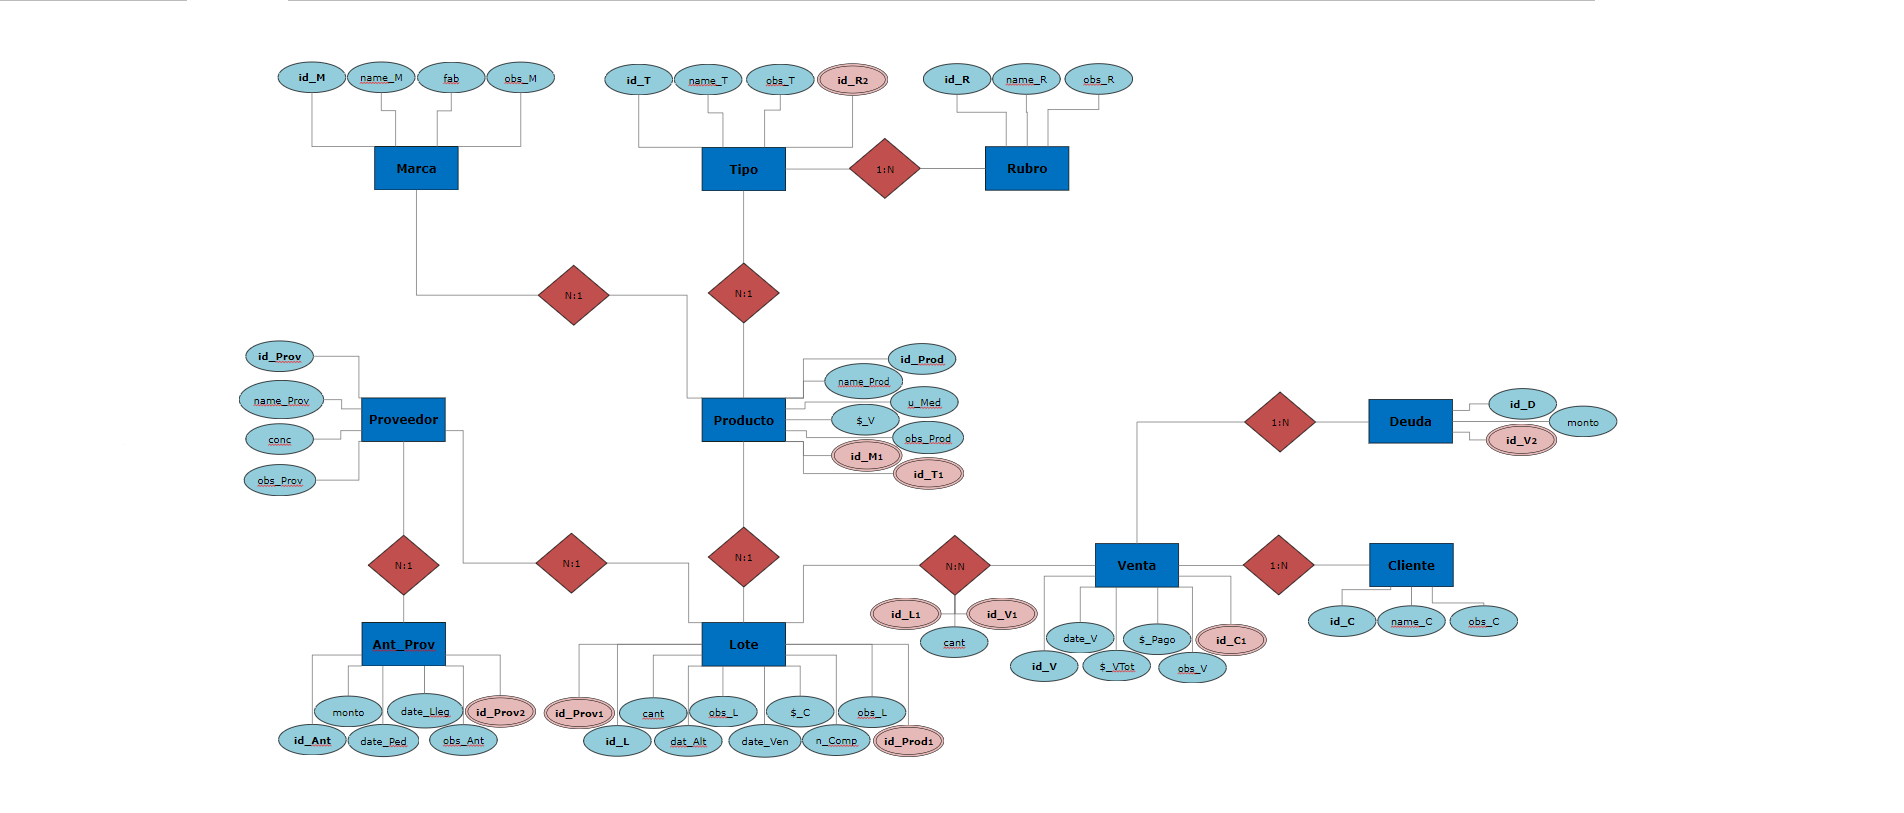 id_M
name_M
fab
obs_M
id_T
name_T
obs_T
id_R2
id_R
name_R
obs_R
Marca
Tipo
1:N
Rubro
N:1
N:1
id_Prov
name_Prov
conc
obs_Prov
Proveedor
Producto
id_Prod
name_Prod
u_Med
$_V
obs_Prod
id_M1
id_T1
1:N
Deuda
id_D
monto
id_V2
N:1
N:1
N:1
N:N
Venta
1:N
Cliente
id_L1
id_V1
cant
id_V
date_V
$_VTot
$_Pago
obs_V
id_C1
id_C
name_C
obs_C
Ant_Prov
Lote
id_Ant
monto
date_Ped
date_Lleg
obs_Ant
id_Prov2
id_Prov1
id_L
cant
dat_Alt
obs_L
date_Ven
$_C
n_Comp
obs_L
id_Prod1